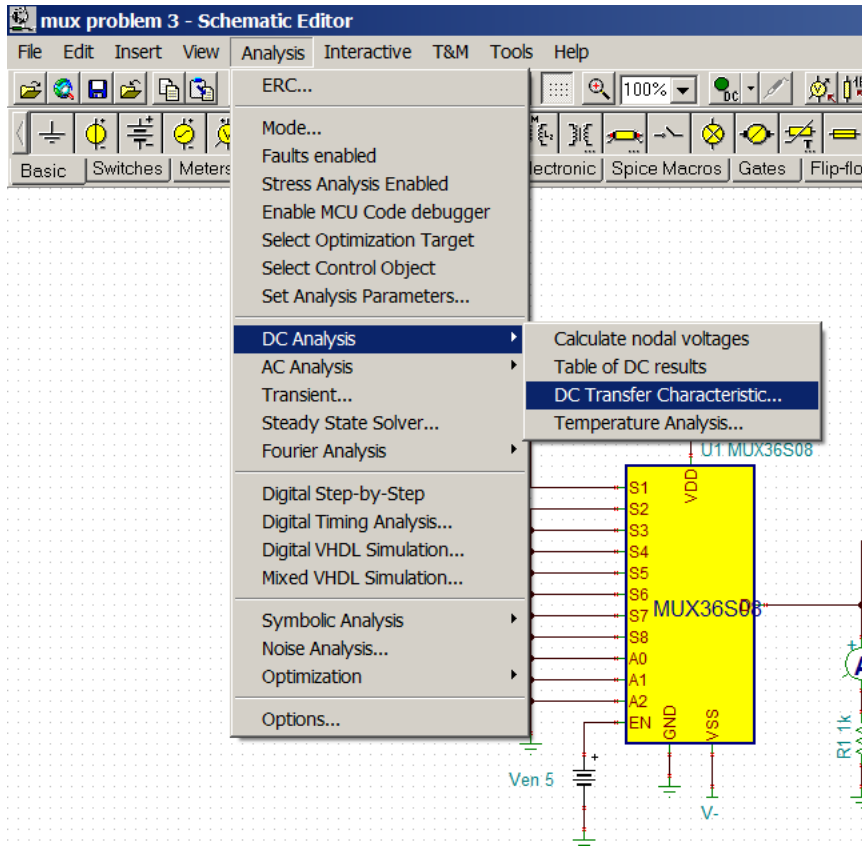 mux problem 3 - Schematic Editor
File Edit Insert View Analysis Interactive T&M Tools Help
100% DC
Basic Switches Meters Spice Macros Gates
ERC...
Mode...
Faults enabled
Stress Analysis Enabled
Enable MCU Code debugger
Select Optimization Target
Select Control Object
Set Analysis Parameters...
DC Analysis
AC Analysis
Transient...
Steady State Solver...
Fourier Analysis
Digital Step-by-Step
Digital Timing Analysis...
Digital VHDL Simulation...
Mixed VHDL Simulation...
Symbolic Analysis
Noise Analysis...
Optimization
Options...
Calculate nodal voltages
Table of DC results
DC Transfer Characteristic...
Temperature Analysis...
U1 MUX36S08
VDD
S1
S2
S3
S4
S5
S6
S7
S8
A0
A1
A2
EN
MUX36S08
D
GND
VSS
A
R1 1k
Ven 5
V-